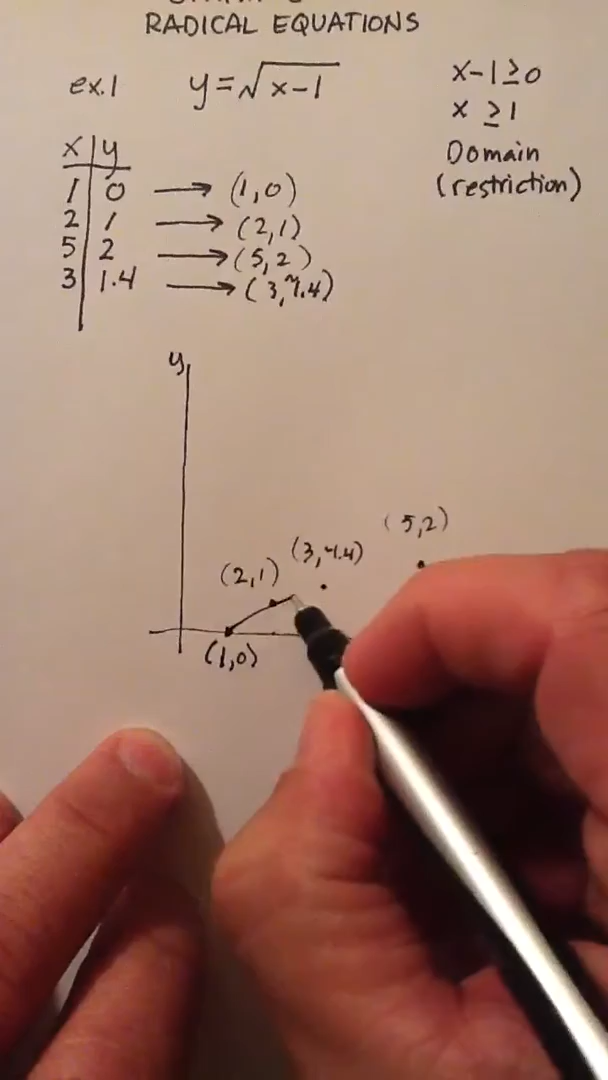 RADICAL EQUATIONS
ex.1 y=√x-1
x-1≥0
x ≥1
Domain
(restriction)
x y
1 0 → (1,0)
2 1 → (2,1)
5 2 → (5,2)
3 1.4 → (3,~1.4)
y
(5,2)
(3,~1.4)
(2,1)
(1,0)